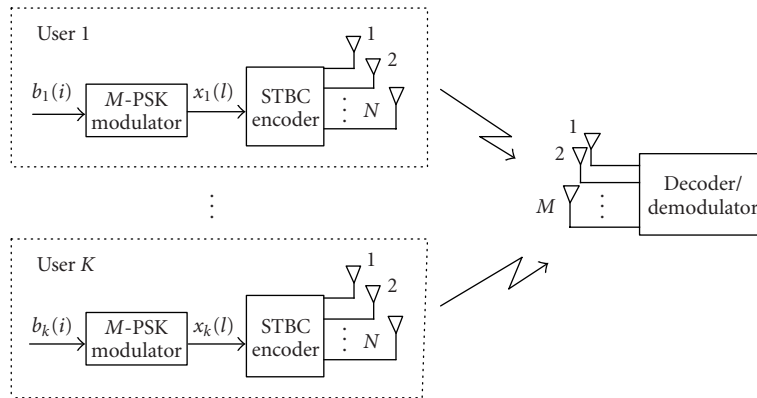 User 1
b₁(i)
M-PSK
modulator
x₁(l)
STBC
encoder
1
2
⋮
N
⋮
1
2
M
⋮
Decoder/
demodulator
User K
bₖ(i)
M-PSK
modulator
xₖ(l)
STBC
encoder
1
2
⋮
N